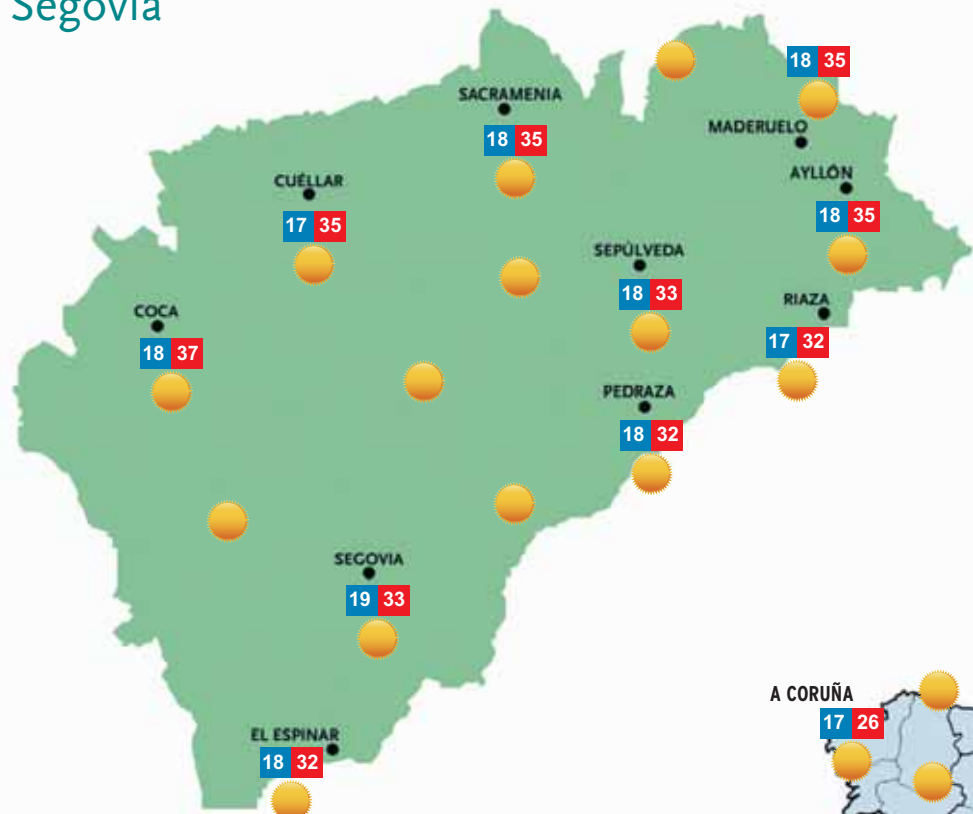 Segovia
18 35
SACRAMENIA
MADERUELO
18 35
AYLLÓN
CUÉLLAR
18 35
17 35
SEPÚLVEDA
18 33
RIAZA
COCA
17 32
18 37
PEDRAZA
18 32
SEGOVIA
19 33
A CORUÑA
17 26
EL ESPINAR
18 32